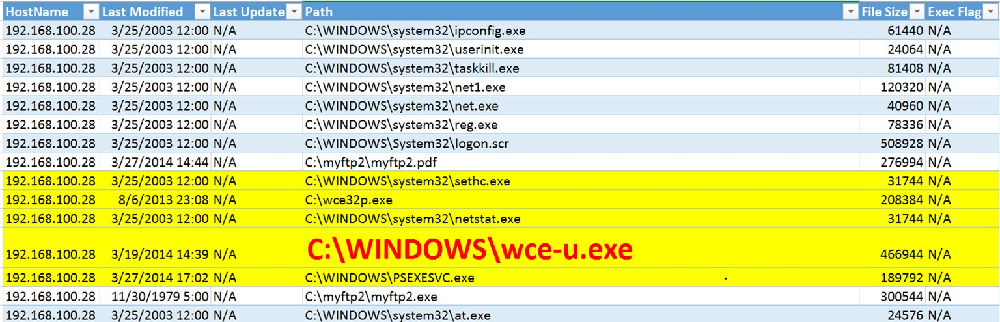 HostName Last Modified Last Update Path File Size Exec Flag
192.168.100.28 3/25/2003 12:00 N/A C:\WINDOWS\system32\ipconfig.exe 61440 N/A
192.168.100.28 3/25/2003 12:00 N/A C:\WINDOWS\system32\userinit.exe 24064 N/A
192.168.100.28 3/25/2003 12:00 N/A C:\WINDOWS\system32\taskkill.exe 81408 N/A
192.168.100.28 3/25/2003 12:00 N/A C:\WINDOWS\system32\net1.exe 120320 N/A
192.168.100.28 3/25/2003 12:00 N/A C:\WINDOWS\system32\net.exe 40960 N/A
192.168.100.28 3/25/2003 12:00 N/A C:\WINDOWS\system32\reg.exe 78336 N/A
192.168.100.28 3/25/2003 12:00 N/A C:\WINDOWS\System32\logon.scr 508928 N/A
192.168.100.28 3/27/2014 14:44 N/A C:\myftp2\myftp2.pdf 276994 N/A
192.168.100.28 3/25/2003 12:00 N/A C:\WINDOWS\system32\sethc.exe 31744 N/A
192.168.100.28 8/6/2013 23:08 N/A C:\wce32p.exe 208384 N/A
192.168.100.28 3/25/2003 12:00 N/A C:\WINDOWS\system32\netstat.exe 31744 N/A
192.168.100.28 3/19/2014 14:39 N/A C:\WINDOWS\wce-u.exe 466944 N/A
192.168.100.28 3/27/2014 17:02 N/A C:\WINDOWS\PSEXESVC.exe 189792 N/A
192.168.100.28 11/30/1979 5:00 N/A C:\myftp2\myftp2.exe 300544 N/A
192.168.100.28 3/25/2003 12:00 N/A C:\WINDOWS\system32\at.exe 24576 N/A